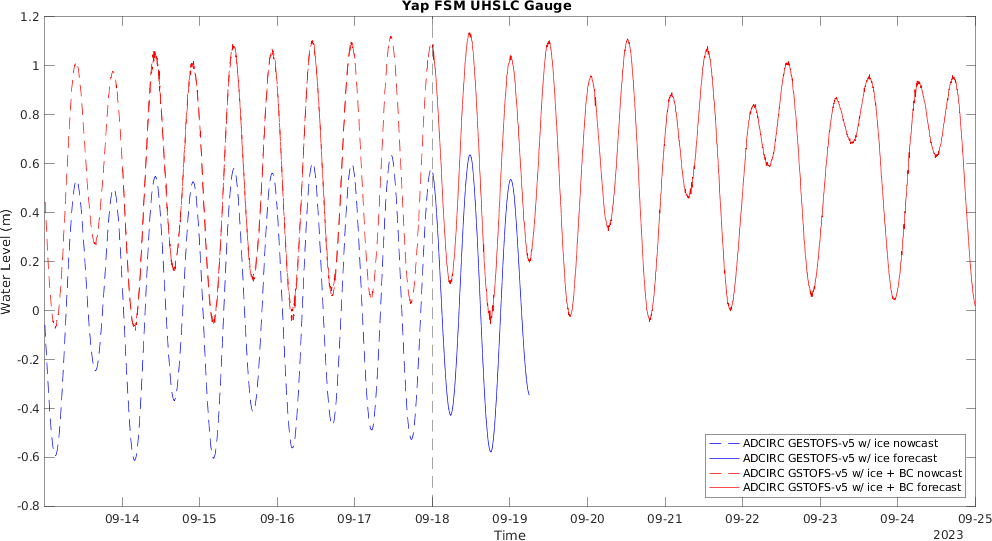 Yap FSM UHSLC Gauge
1.2
1
0.8
0.6
0.4
0.2
0
-0.2
-0.4
-0.6
-0.8
Water Level (m)
ADCIRC GESTOFS-v5 w/ ice nowcast
ADCIRC GESTOFS-v5 w/ ice forecast
ADCIRC GSTOFS-v5 w/ ice + BC nowcast
ADCIRC GSTOFS-v5 w/ ice + BC forecast
09-14 09-15 09-16 09-17 09-18 09-19 09-20 09-21 09-22 09-23 09-24 09-25
Time
2023